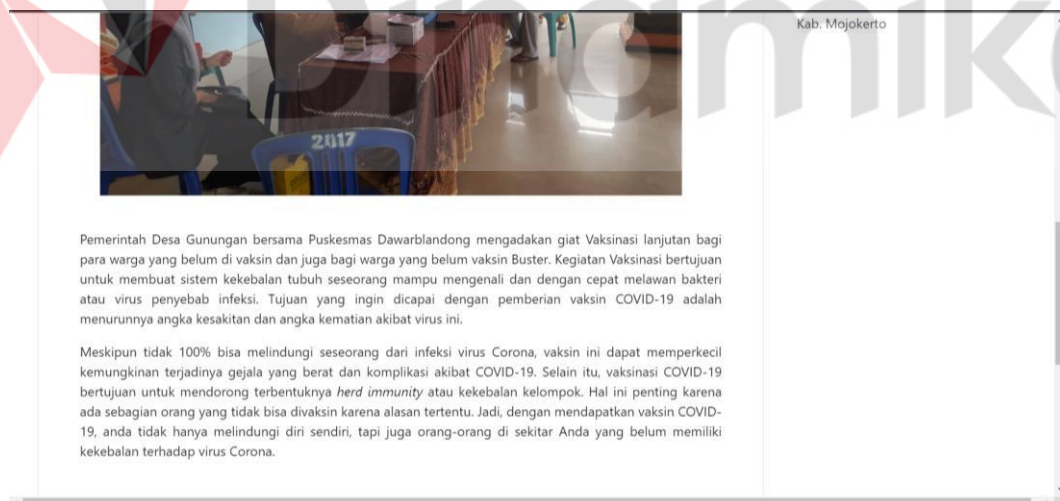 Kab. Mojokerto
Dinamik
2017
Pemerintah Desa Gunungan bersama Puskesmas Dawarblandong mengadakan giat Vaksinasi lanjutan bagi
para warga yang belum di vaksin dan juga bagi warga yang belum vaksin Buster. Kegiatan Vaksinasi bertujuan
untuk membuat sistem kekebalan tubuh seseorang mampu mengenali dan dengan cepat melawan bakteri
atau virus penyebab infeksi. Tujuan yang ingin dicapai dengan pemberian vaksin COVID-19 adalah
menurunnya angka kesakitan dan angka kematian akibat virus ini.
Meskipun tidak 100% bisa melindungi seseorang dari infeksi virus Corona, vaksin ini dapat memperkecil
kemungkinan terjadinya gejala yang berat dan komplikasi akibat COVID-19. Selain itu, vaksinasi COVID-19
bertujuan untuk mendorong terbentuknya herd immunity atau kekebalan kelompok. Hal ini penting karena
ada sebagian orang yang tidak bisa divaksin karena alasan tertentu. Jadi, dengan mendapatkan vaksin COVID-
19, anda tidak hanya melindungi diri sendiri, tapi juga orang-orang di sekitar Anda yang belum memiliki
kekebalan terhadap virus Corona.